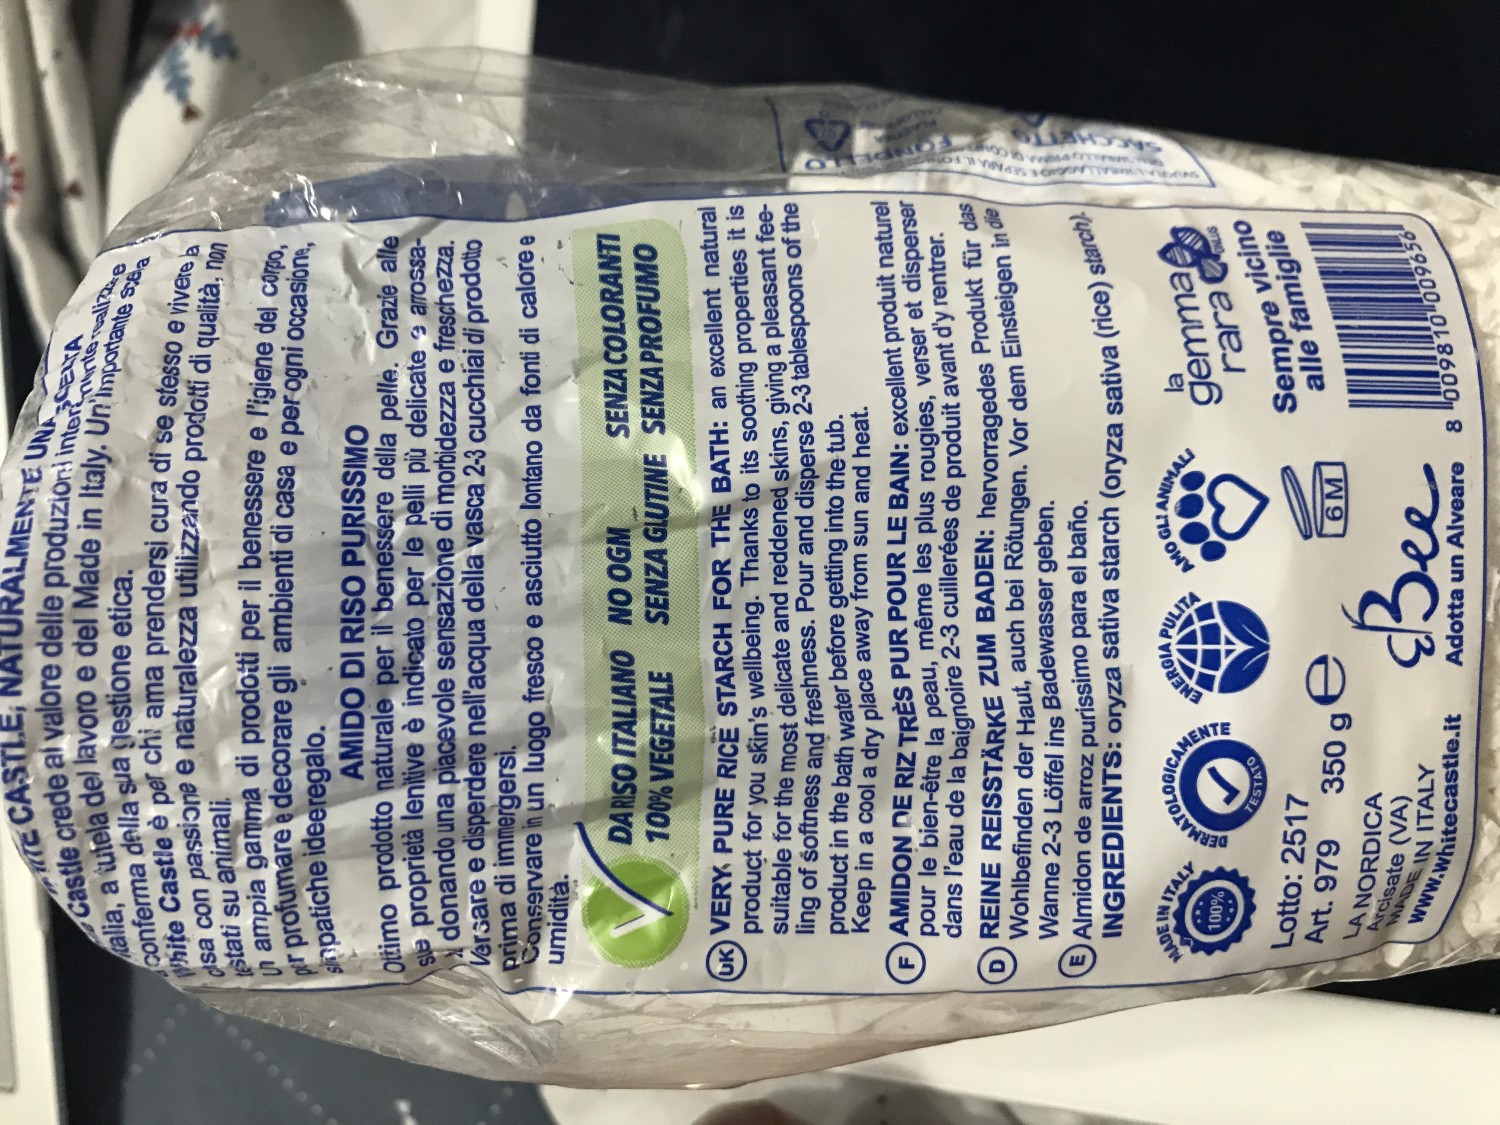 CASTLE, NATURALMENTE UNA SCELTA
Castle crede al valore delle produzioni interamente realizzate e
Italia, a tutela del lavoro e del Made in Italy. Un'importante scelta
conferma della sua gestione etica.
White Castle è per chi ama prendersi cura di se stesso e vivere la
casa con passione e naturalezza utilizzando prodotti di qualità, non
testati su animali.
Un ampia gamma di prodotti per il benessere e l'igiene del corpo,
per profumare e decorare gli ambienti di casa e per ogni occasione,
simpatiche idee regalo.
AMIDO DI RISO PURISSIMO
Ottimo prodotto naturale per il benessere della pelle. Grazie alle
sue proprietà lenitive è indicato per le pelli più delicate e arrossa-
donando una piacevole sensazione di morbidezza e freschezza.
Versare e disperdere nell'acqua della vasca 2-3 cucchiai di prodotto
prima di immergersi.
Conservare in un luogo fresco e asciutto lontano da fonti di calore e
umidità.
DA RISO ITALIANO NO OGM SENZA COLORANTI
100% VEGETALE SENZA GLUTINE SENZA PROFUMO
UK VERY, PURE RICE STARCH FOR THE BATH: an excellent natural
product for you skin's wellbeing. Thanks to its soothing properties it is
suitable for the most delicate and reddened skins, giving a pleasant fee-
ling of softness and freshness. Pour and disperse 2-3 tablespoons of the
product in the bath water before getting into the tub.
Keep in a cool a dry place away from sun and heat.
F AMIDON DE RIZ TRÈS PUR POUR LE BAIN: excellent produit naturel
pour le bien-être la peau, même les plus rougies, verser et disperser
dans l'eau de la baignoire 2-3 cuillerées de produit avant d'y rentrer.
D REINE REISSTÄRKE ZUM BADEN: hervorragedes Produkt für das
Wohlbefinden der Haut, auch bei Rötungen. Vor dem Einsteigen in die
Wanne 2-3 Löffel ins Badewasser geben.
E Almidon de arroz purissimo para el baño.
INGREDIENTS: oryza sativa starch (oryza sativa (rice) starch).
MADE IN ITALY 100%
DERMATOLOGICAMENTE TESTATO
ENERGIA PULITA
AMO GLI ANIMALI
la gemma rara ONLUS
Sempre vicino
alle famiglie
Lotto: 2517
Art. 979 350 g e
6M
LA NORDICA
Arcisate (VA)
MADE IN ITALY
www.whitecastle.it
Bee
Adotta un Alveare
8 009810 009656
FONDELLO
SACCHETTO